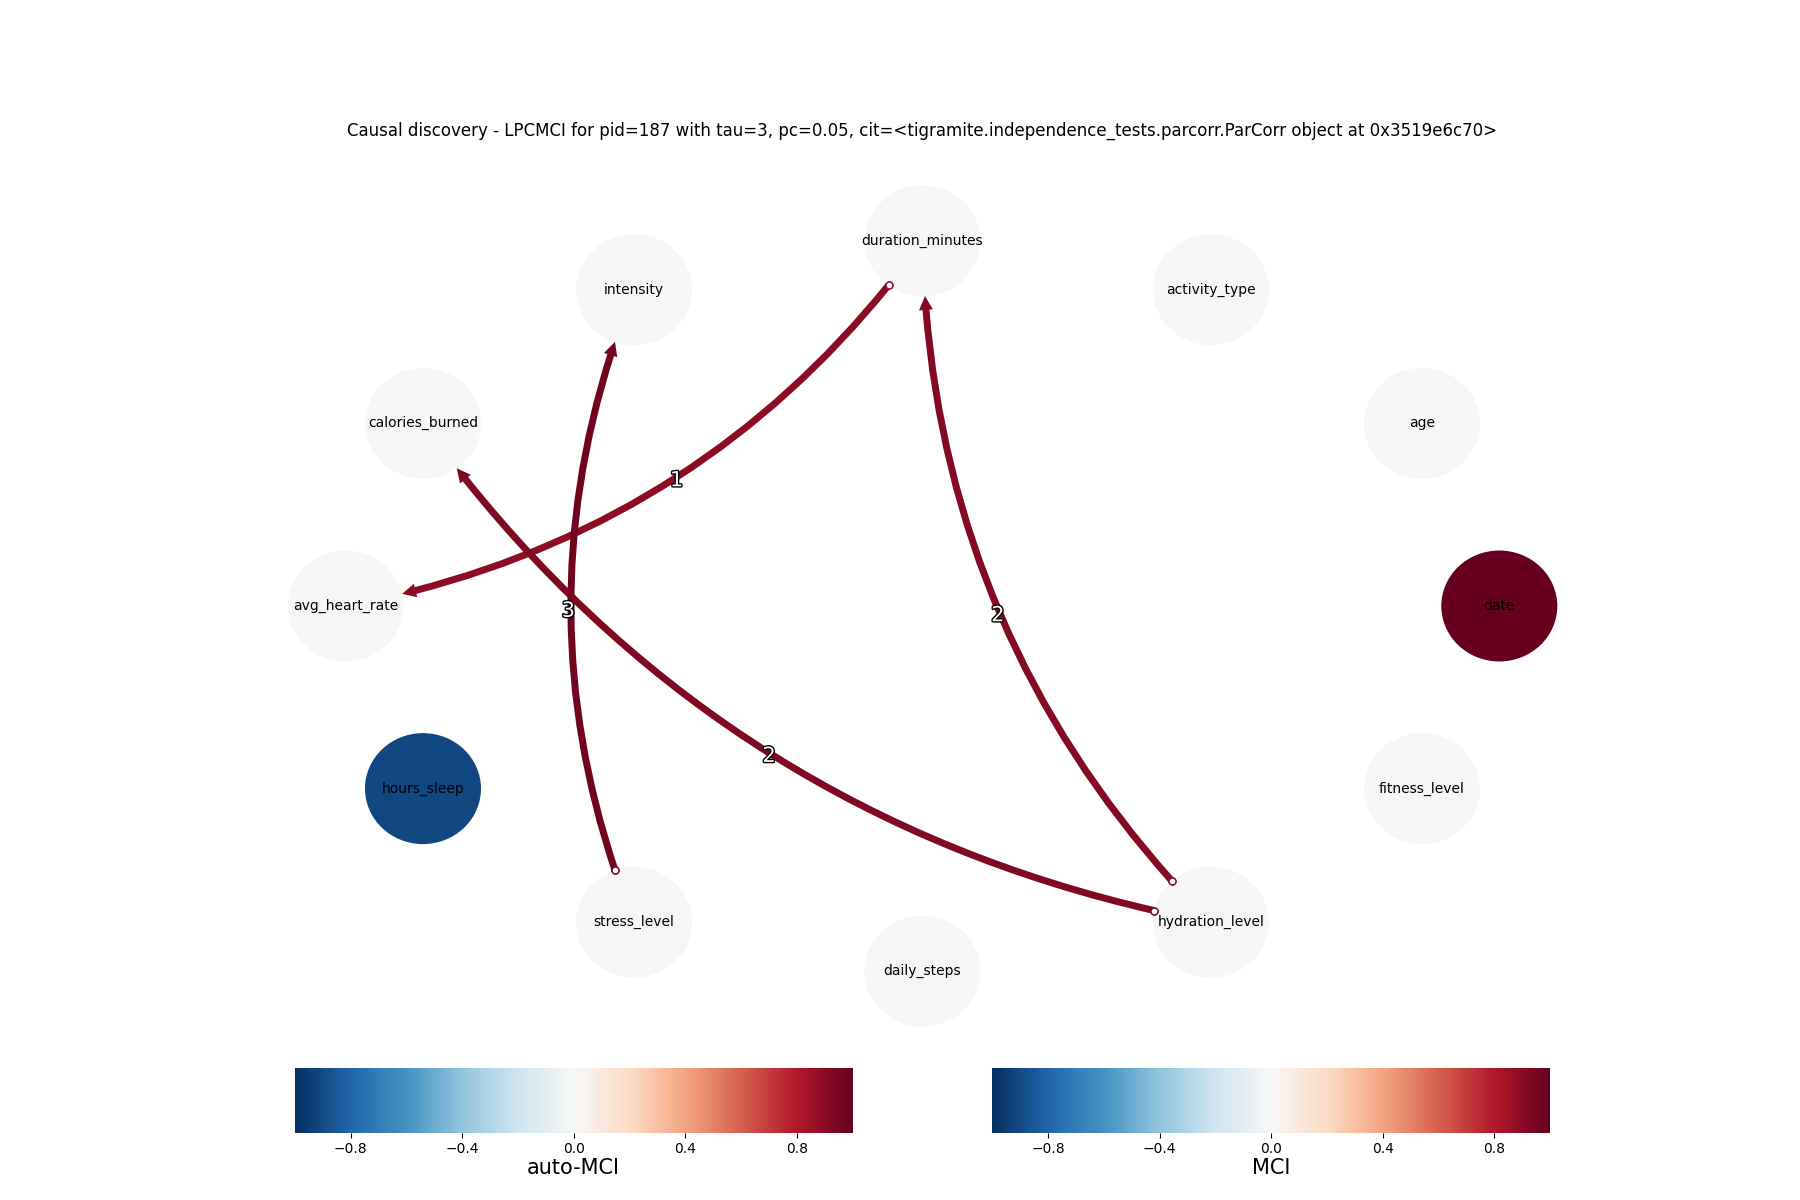 Causal discovery - LPCMCI for pid=187 with tau=3, pc=0.05, cit=<tigramite.independence_tests.parcorr.ParCorr object at 0x3519e6c70>
duration_minutes
intensity
activity_type
calories_burned
age
1
avg_heart_rate
3
2
date
2
hours_sleep
fitness_level
stress_level
hydration_level
daily_steps
−0.8 −0.4 0.0 0.4 0.8
auto-MCI
−0.8 −0.4 0.0 0.4 0.8
MCI